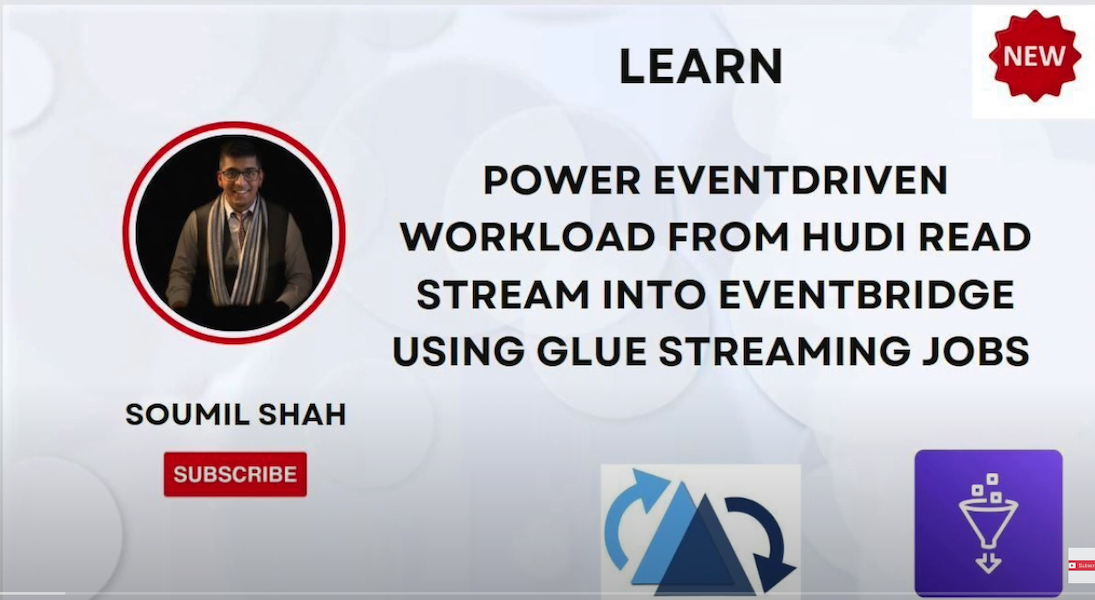 LEARN
NEW
POWER EVENTDRIVEN
WORKLOAD FROM HUDI READ
STREAM INTO EVENTBRIDGE
USING GLUE STREAMING JOBS
SOUMIL SHAH
SUBSCRIBE